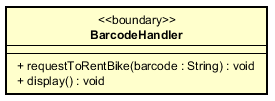 <<boundary>>
BarcodeHandler
+ requestToRentBike(barcode : String) : void
+ display() : void